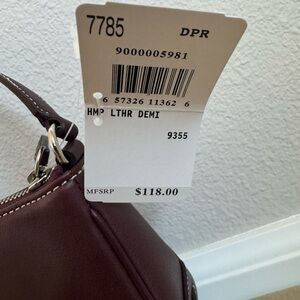 7785 DPR
9000005981
6 57326 11362 6
HMP LTHR DEMI
9355
MFSRP $118.00